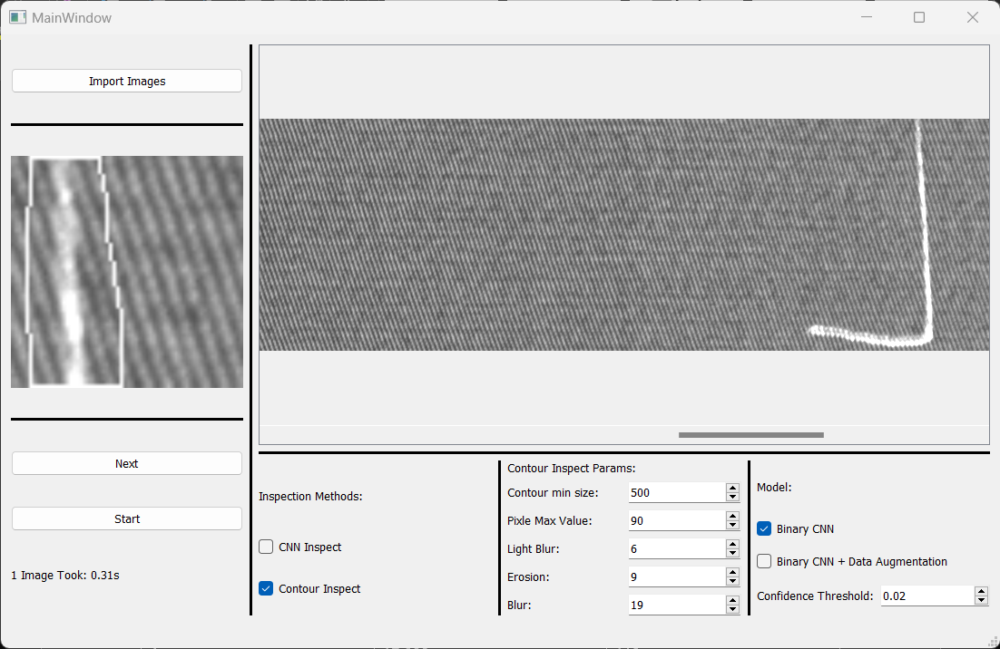 MainWindow
Import Images
Next
Start
1 Image Took: 0.31s
Inspection Methods:
CNN Inspect
Contour Inspect
Contour Inspect Params:
Contour min size: 500
Pixle Max Value: 90
Light Blur: 6
Erosion: 9
Blur: 19
Model:
Binary CNN
Binary CNN + Data Augmentation
Confidence Threshold: 0.02